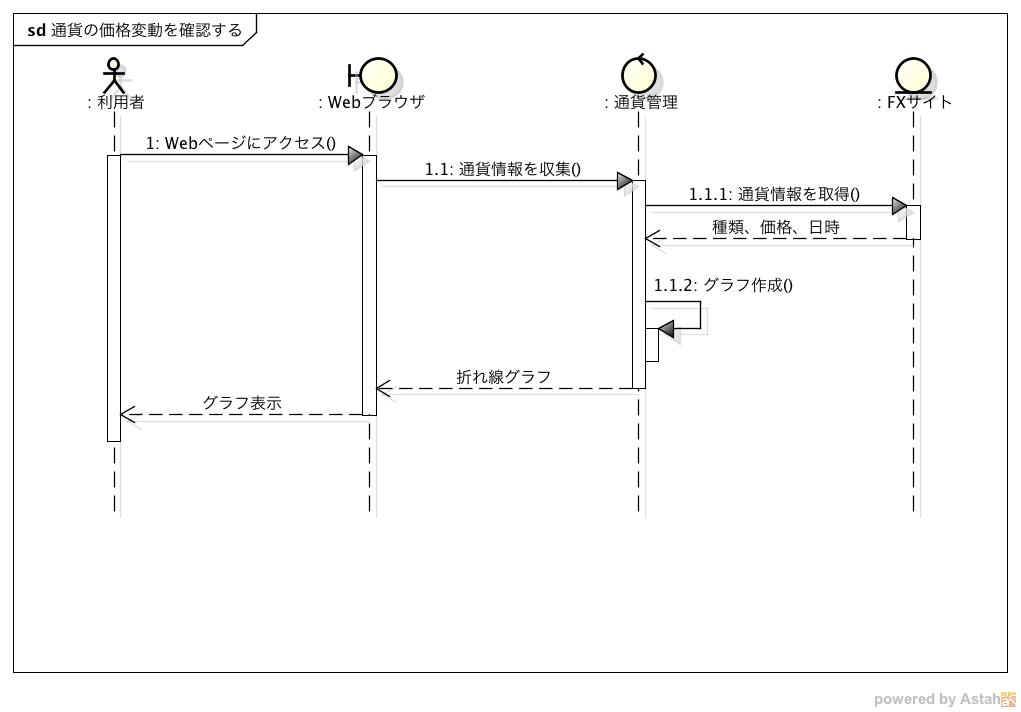 sd 通貨の価格変動を確認する
: 利用者
: Webブラウザ
: 通貨管理
: FXサイト
1: Webページにアクセス()
1.1: 通貨情報を収集()
1.1.1: 通貨情報を取得()
種類、価格、日時
1.1.2: グラフ作成()
折れ線グラフ
グラフ表示
powered by Astah